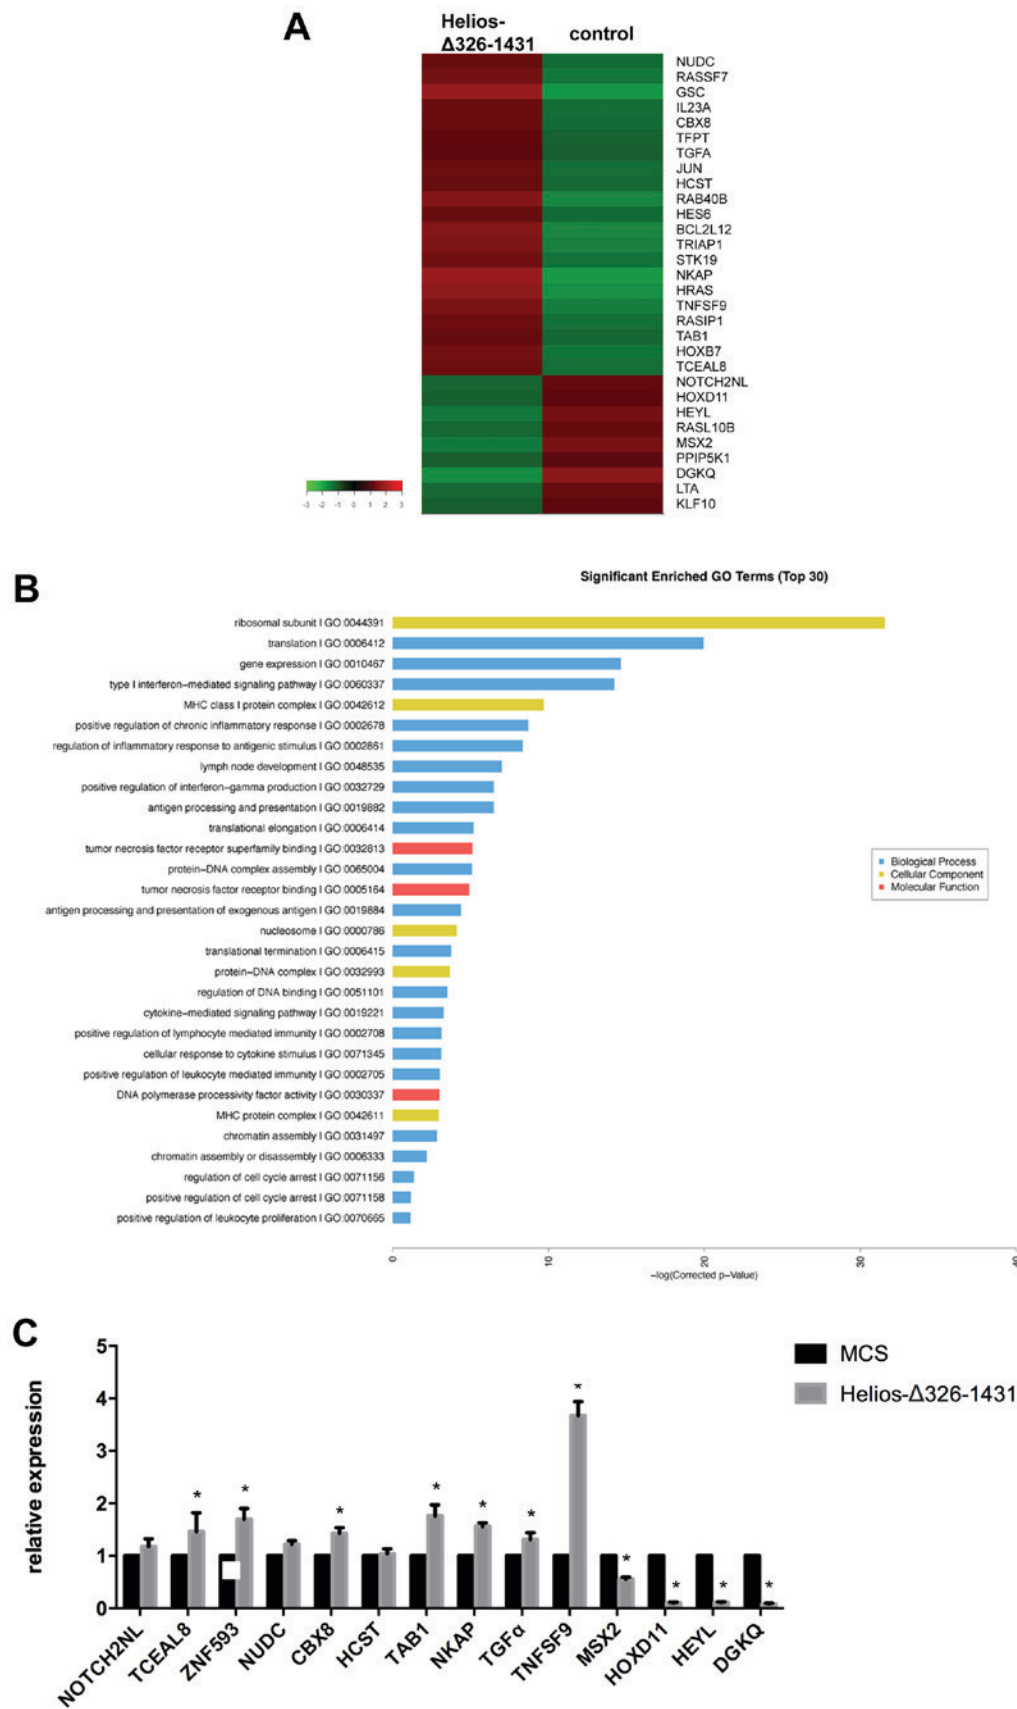 A
Helios-
Δ326-1431
control
NUDC
RASSF7
GSC
IL23A
CBX8
TFPT
TGFA
JUN
HCST
RAB40B
HES6
BCL2L12
TRIAP1
STK19
NKAP
HRAS
TNFSF9
RASIP1
TAB1
HOXB7
TCEAL8
NOTCH2NL
HOXD11
HEYL
RASL10B
MSX2
PPIP5K1
DGKQ
LTA
KLF10
-3 -2 -1 0 1 2 3
B
Significant Enriched GO Terms (Top 30)
ribosomal subunit | GO:0044391
translation | GO:0006412
gene expression | GO:0010467
type I interferon-mediated signaling pathway | GO:0060337
MHC class I protein complex | GO:0042612
positive regulation of chronic inflammatory response | GO:0002678
regulation of inflammatory response to antigenic stimulus | GO:0002861
lymph node development | GO:0048535
positive regulation of interferon-gamma production | GO:0032729
antigen processing and presentation | GO:0019882
translational elongation | GO:0006414
tumor necrosis factor receptor superfamily binding | GO:0032813
protein-DNA complex assembly | GO:0065004
tumor necrosis factor receptor binding | GO:0005164
antigen processing and presentation of exogenous antigen | GO:0019884
nucleosome | GO:0000786
translational termination | GO:0006415
protein-DNA complex | GO:0032993
regulation of DNA binding | GO:0051101
cytokine-mediated signaling pathway | GO:0019221
positive regulation of lymphocyte mediated immunity | GO:0002708
cellular response to cytokine stimulus | GO:0071345
positive regulation of leukocyte mediated immunity | GO:0002705
DNA polymerase processivity factor activity | GO:0030337
MHC protein complex | GO:0042611
chromatin assembly | GO:0031497
chromatin assembly or disassembly | GO:0006333
regulation of cell cycle arrest | GO:0071156
positive regulation of cell cycle arrest | GO:0071158
positive regulation of leukocyte proliferation | GO:0070665
Biological Process
Cellular Component
Molecular Function
0 10 20 30 40
-log(Corrected p-Value)
C
relative expression
5
4
3
2
1
0
* * * * * * * * * * *
MCS
Helios-Δ326-1431
NOTCH2NL
TCEAL8
ZNF593
NUDC
CBX8
HCST
TAB1
NKAP
TGFα
TNFSF9
MSX2
HOXD11
HEYL
DGKQ